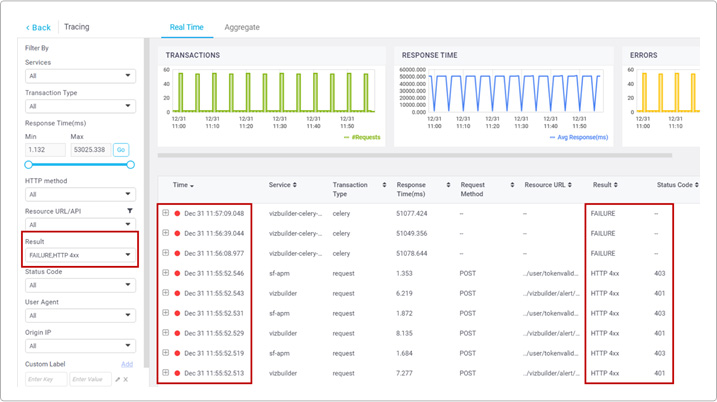 Back
Tracing
Real Time
Aggregate
Filter By
Services
All
Transaction Type
All
Response Time(ms)
Min
Max
1.132
53025.338
Go
HTTP method
All
Resource URL/API
All
Result
FAILURE,HTTP 4xx
Status Code
All
User Agent
All
Origin IP
All
Custom Label
Add
Enter Key
Enter Value
TRANSACTIONS
60
40
20
0
12/31 11:00
12/31 11:10
12/31 11:20
12/31 11:30
12/31 11:40
12/31 11:50
#Requests
RESPONSE TIME
60000.000
50000.000
40000.000
30000.000
20000.000
10000.000
0.000
12/31 11:00
12/31 11:10
12/31 11:20
12/31 11:30
12/31 11:40
12/31 11:50
Avg Response(ms)
ERRORS
60
40
20
0
12/31 11:00
12/31 11:10
Time Service Transaction Type Response Time(ms) Request Method Resource URL Result Status Code
Dec 31 11:57:09.048 vizbuilder-celery-... celery 51077.424 -- -- FAILURE --
Dec 31 11:56:39.044 vizbuilder-celery-... celery 51049.356 -- -- FAILURE --
Dec 31 11:56:08.977 vizbuilder-celery-... celery 51078.644 -- -- FAILURE --
Dec 31 11:55:52.546 sf-apm request 1.353 POST ../user/tokenvalid... HTTP 4xx 403
Dec 31 11:55:52.543 vizbuilder request 6.219 POST ../vizbuilder/alert/... HTTP 4xx 401
Dec 31 11:55:52.531 sf-apm request 1.872 POST ../user/tokenvalid... HTTP 4xx 403
Dec 31 11:55:52.529 vizbuilder request 8.135 POST ../vizbuilder/alert/... HTTP 4xx 401
Dec 31 11:55:52.519 sf-apm request 1.684 POST ../user/tokenvalid... HTTP 4xx 403
Dec 31 11:55:52.513 vizbuilder request 7.277 POST ../vizbuilder/alert/... HTTP 4xx 401